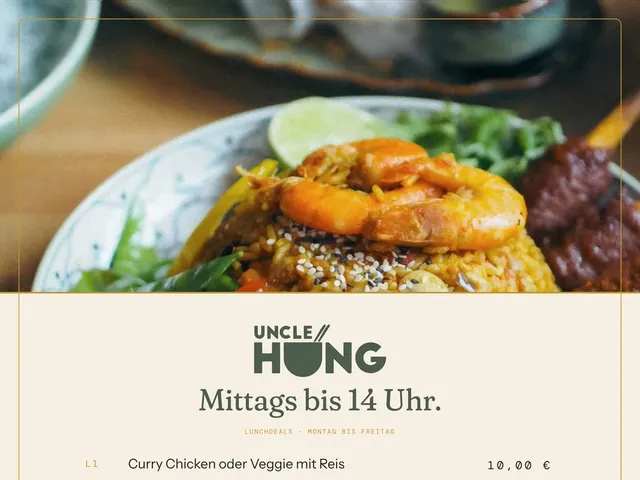 UNCLE
HUNG
Mittags bis 14 Uhr.
LUNCHDEALS - MONTAG BIS FREITAG
L1 Curry Chicken oder Veggie mit Reis 10,00 €